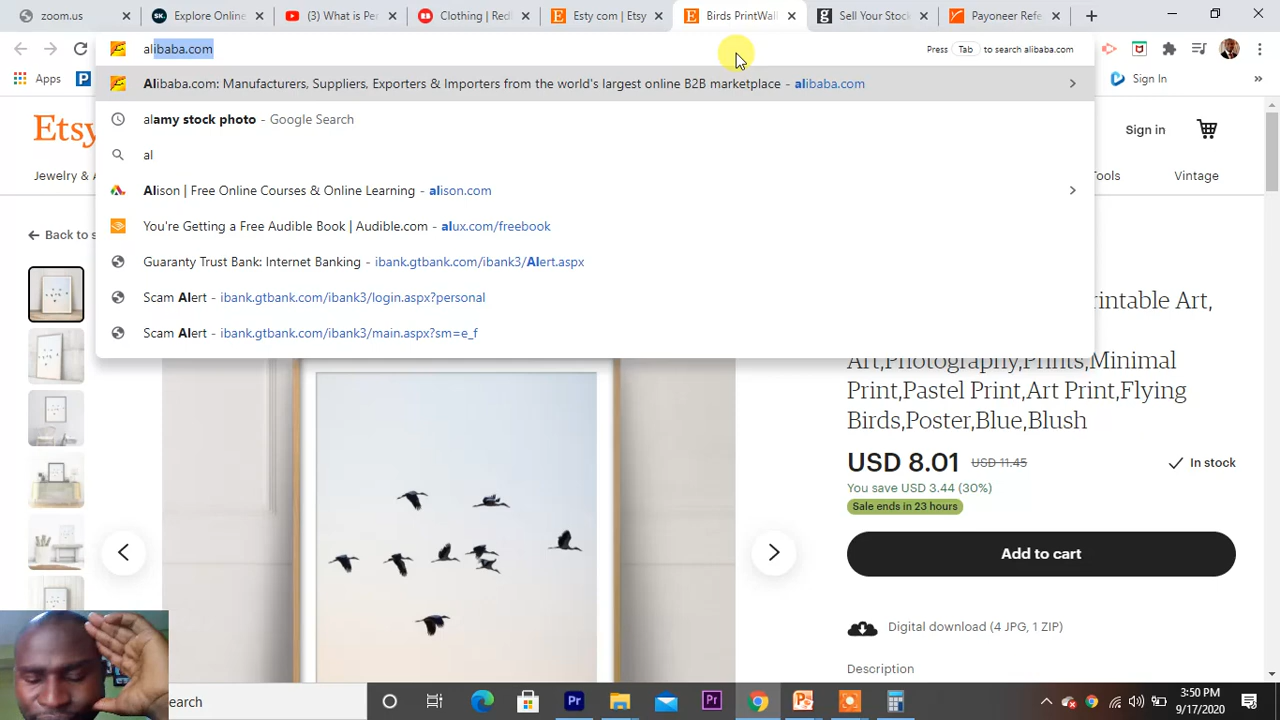 zoom.us
Explore Online
(3) What is Per
Clothing | Redl
Esty com | Etsy
Birds PrintWall
Sell Your Stock
Payoneer Refe
alibaba.com
Press Tab to search alibaba.com
Alibaba.com: Manufacturers, Suppliers, Exporters & Importers from the world's largest online B2B marketplace - alibaba.com
Apps
Sign In
alamy stock photo - Google Search
Etsy
Sign in
al
Jewelry & A
Tools
Vintage
Alison | Free Online Courses & Online Learning - alison.com
You're Getting a Free Audible Book | Audible.com - alux.com/freebook
Back to s
Guaranty Trust Bank: Internet Banking - ibank.gtbank.com/ibank3/Alert.aspx
Scam Alert - ibank.gtbank.com/ibank3/login.aspx?personal
rintable Art,
Scam Alert - ibank.gtbank.com/ibank3/main.aspx?sm=e_f
Art,Photography,Prints,Minimal
Print,Pastel Print,Art Print,Flying
Birds,Poster,Blue,Blush
USD 8.01 USD 11.45
In stock
You save USD 3.44 (30%)
Sale ends in 23 hours
Add to cart
Digital download (4 JPG, 1 ZIP)
Description
search
3:50 PM
9/17/2020